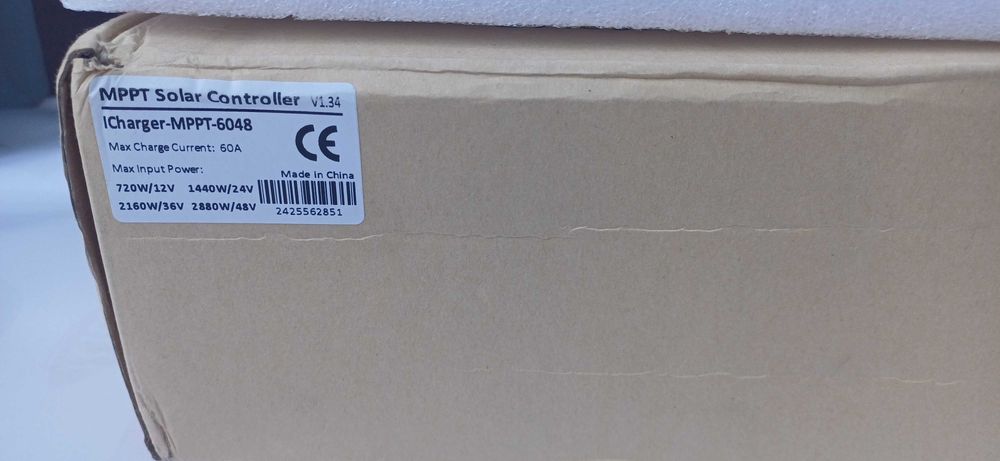 MPPT Solar Controller V1.34
ICharger-MPPT-6048
CE
Max Charge Current: 60A
Max Input Power:
Made in China
720W/12V 1440W/24V
2160W/36V 2880W/48V
2425562851